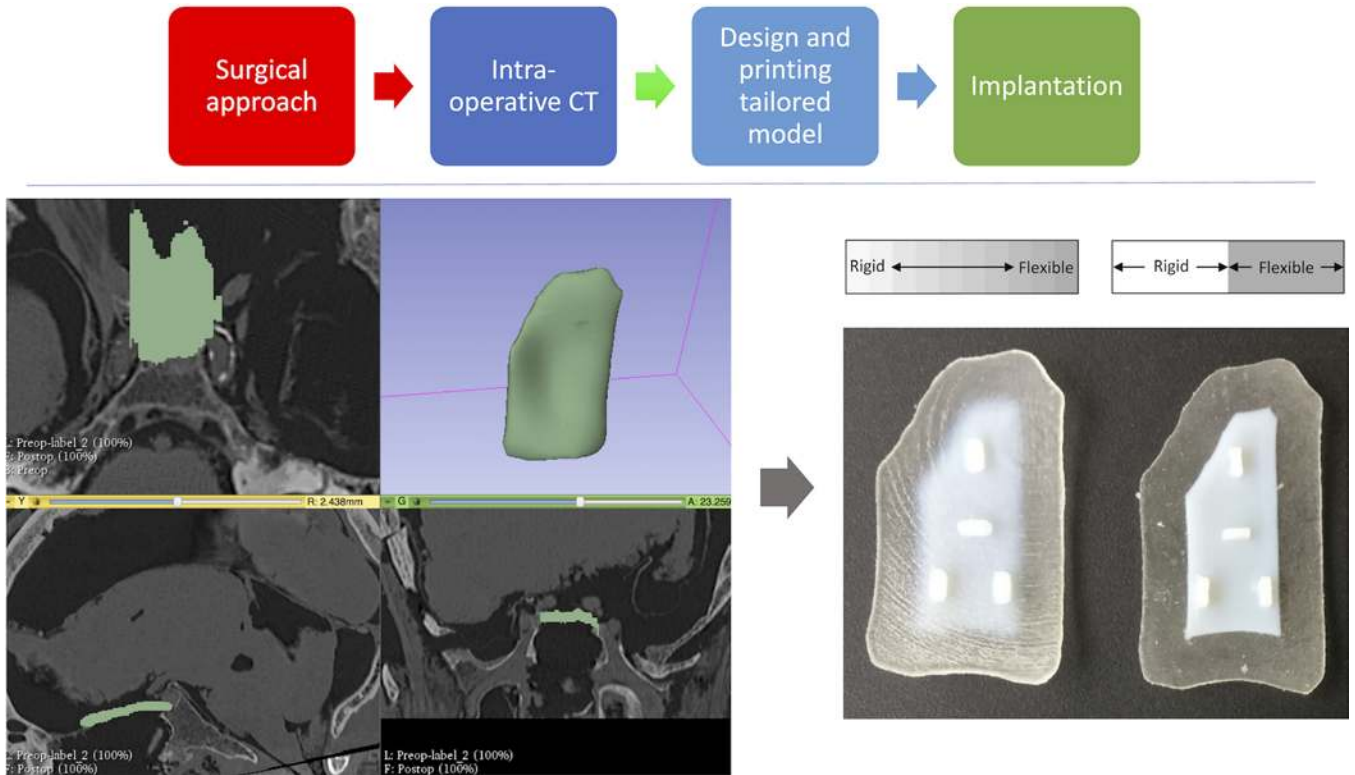 Surgical
approach
Intra-
operative CT
Design and
printing
tailored
model
Implantation
L: Preop-label_2 (100%)
F: Postop (100%)
B: Preop
Y
R: 2.438mm
G
A: 23.259
Rigid
Flexible
Rigid
Flexible
L: Preop-label_2 (100%)
F: Postop (100%)
L: Preop-label_2 (100%)
F: Postop (100%)